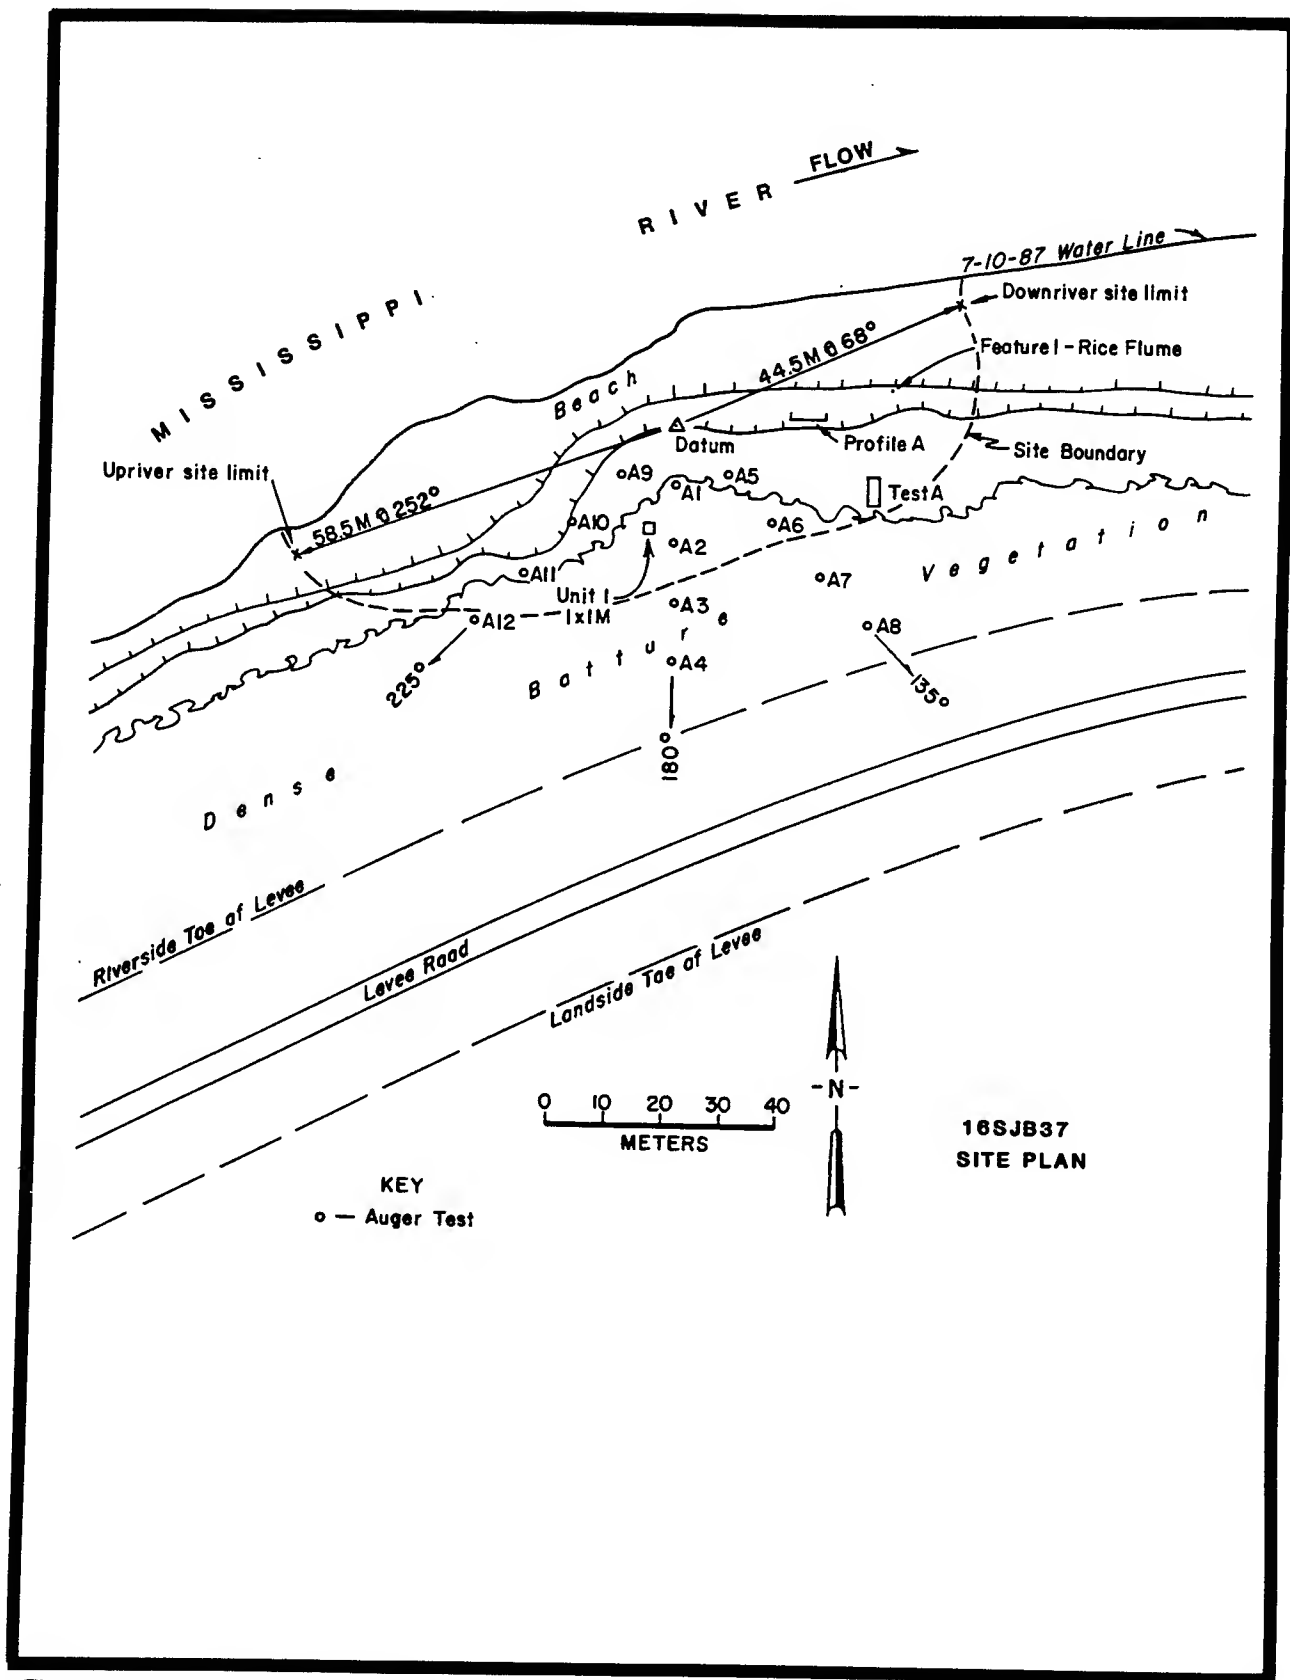 FLOW
MISSISSIPPI RIVER
7-10-87 Water Line
Downriver site limit
44.5M @ 68°
Feature I - Rice Flume
Beach
Datum
Profile A
Site Boundary
Upriver site limit
58.5M @ 252°
A9
A5
A1
Test A
A10
A6
A2
A11
A7
Unit I
1x1M
A3
A12
A8
A4
225°
135°
180°
Dense Batture Vegetation
Riverside Toe of Levee
Levee Road
Landside Toe of Levee
-N-
0 10 20 30 40
METERS
16SJB37
SITE PLAN
KEY
o — Auger Test